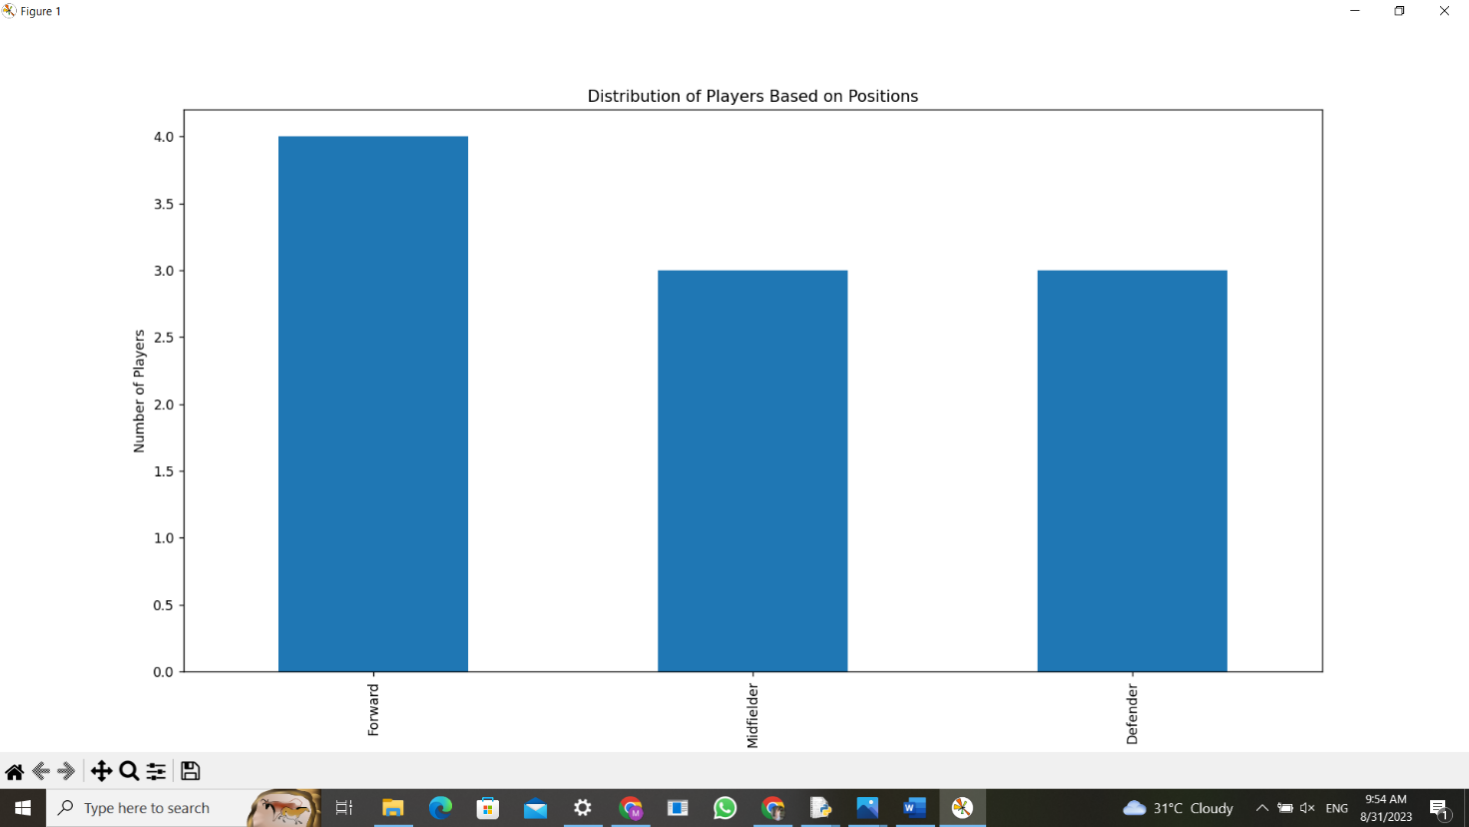 Figure 1
Distribution of Players Based on Positions
4.0
3.5
3.0
2.5
2.0
1.5
1.0
0.5
0.0
Number of Players
Forward
Midfielder
Defender
Type here to search
31°C Cloudy
ENG
9:54 AM
8/31/2023
1